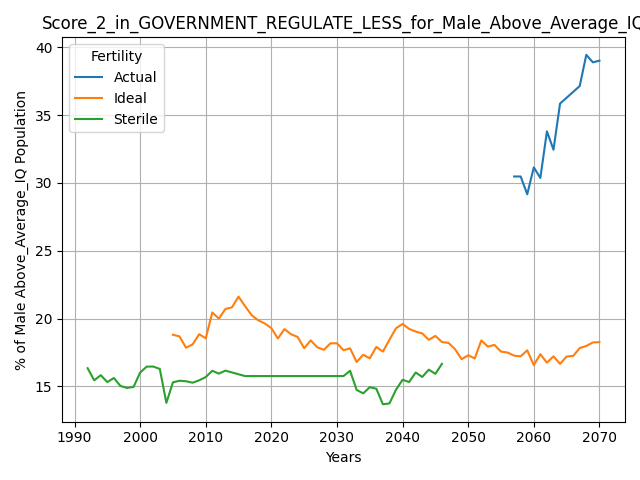 Score_2_in_GOVERNMENT_REGULATE_LESS_for_Male_Above_Average_IQ
Fertility
Actual
Ideal
Sterile
% of Male Above_Average_IQ Population
40
35
30
25
20
15
1990 2000 2010 2020 2030 2040 2050 2060 2070
Years